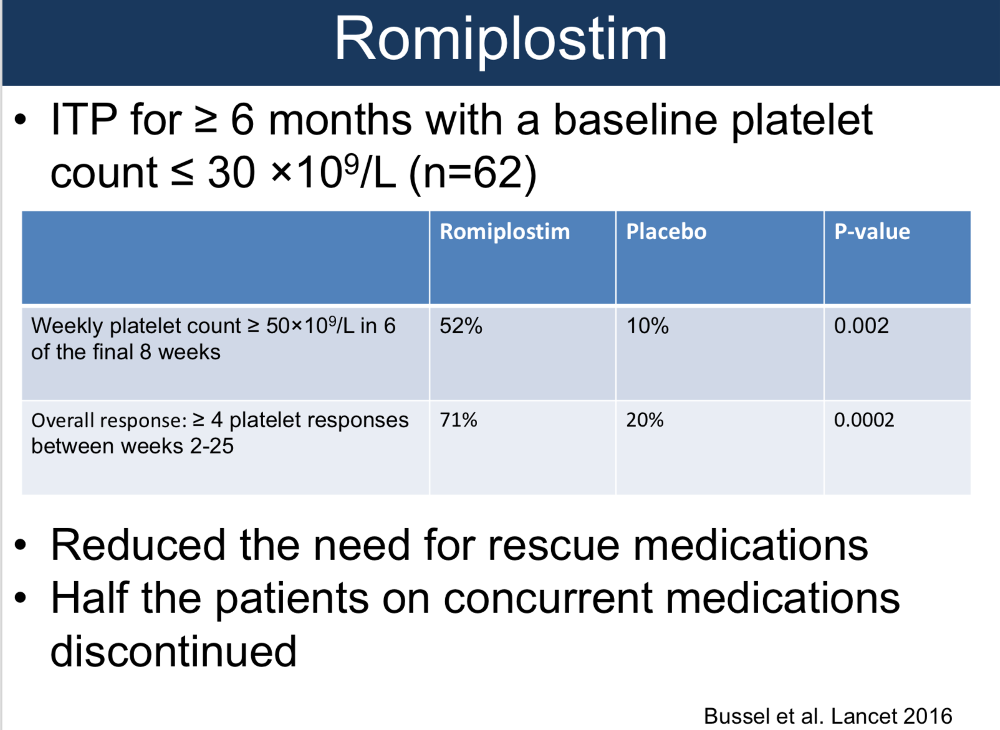 Romiplostim
• ITP for ≥ 6 months with a baseline platelet
count ≤ 30 ×10⁹/L (n=62)
Romiplostim Placebo P-value
Weekly platelet count ≥ 50×10⁹/L in 6
of the final 8 weeks
52% 10% 0.002
Overall response: ≥ 4 platelet responses
between weeks 2-25
71% 20% 0.0002
• Reduced the need for rescue medications
• Half the patients on concurrent medications
discontinued
Bussel et al. Lancet 2016